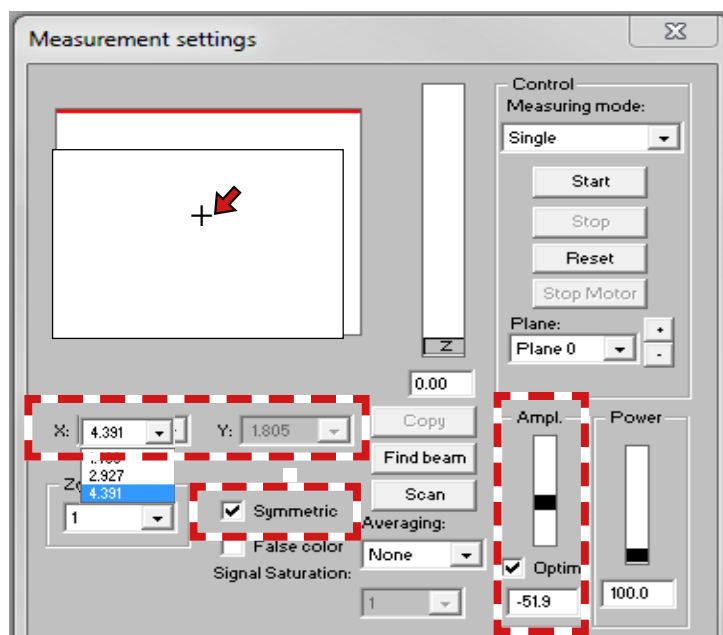 Measurement settings
Control
Measuring mode:
Single
Start
Stop
Reset
Stop Motor
Plane:
Plane 0
+
-
Z
0.00
X: 4.391
Y: 1.805
2.927
4.391
1
Symmetric
False color
Signal Saturation:
1
Copy
Find beam
Scan
Averaging:
None
Ampl.
Optim
-51.9
Power
100.0